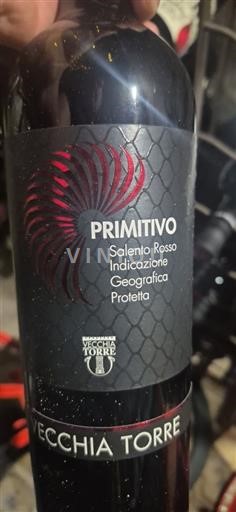 PRIMITIVO
Salento Rosso
Indicazione
Geografica
Protetta
VECCHIA
TORRE
VECCHIA TORRE